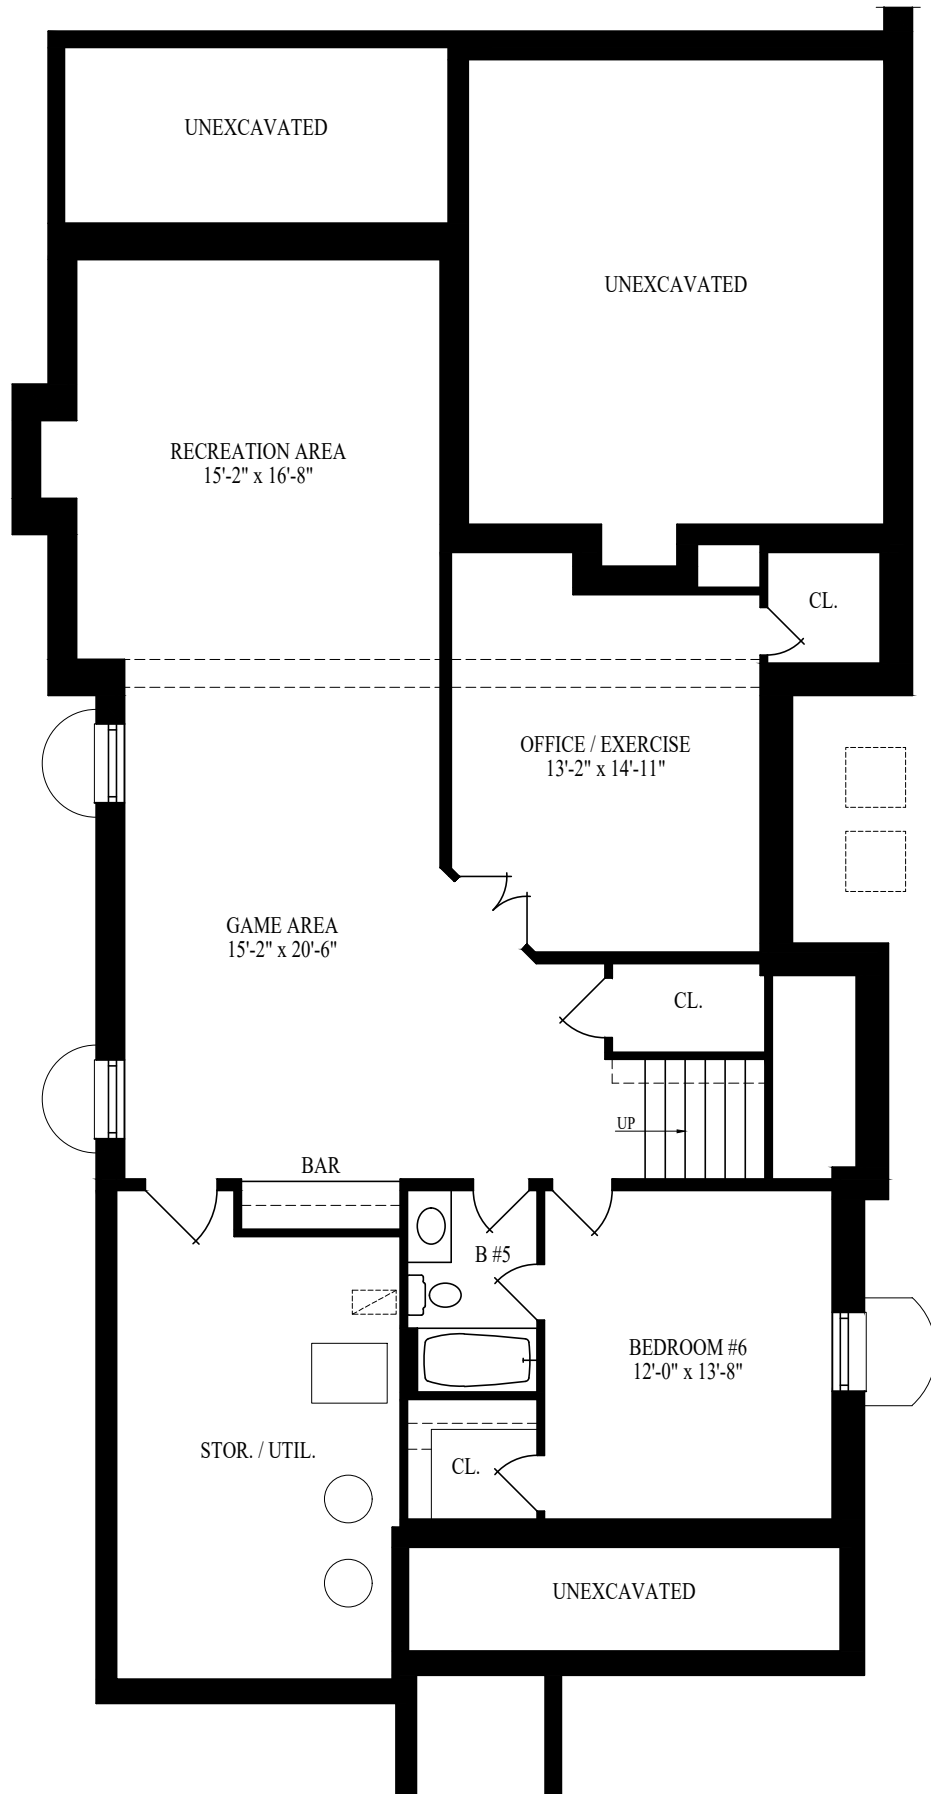 UNEXCAVATED
UNEXCAVATED
RECREATION AREA
15'-2" x 16'-8"
CL.
OFFICE / EXERCISE
13'-2" x 14'-11"
GAME AREA
15'-2" x 20'-6"
CL.
UP
BAR
B #5
BEDROOM #6
12'-0" x 13'-8"
STOR. / UTIL.
CL.
UNEXCAVATED